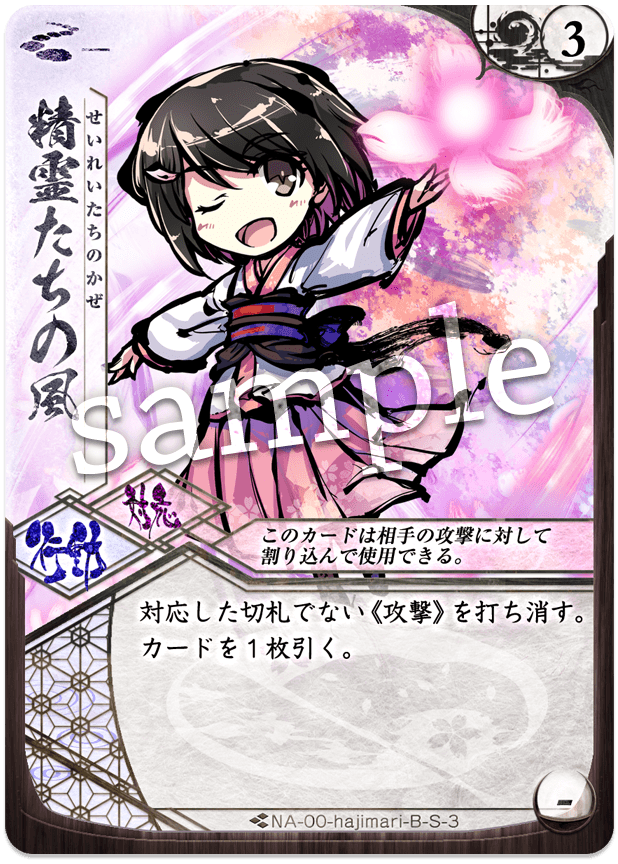 3
精霊たちの風
せいれいたちのかぜ
sample
行動
対応
このカードは相手の攻撃に対して
割り込んで使用できる。
対応した切札でない《攻撃》を打ち消す。
カードを1枚引く。
-
NA-00-hajimari-B-S-3